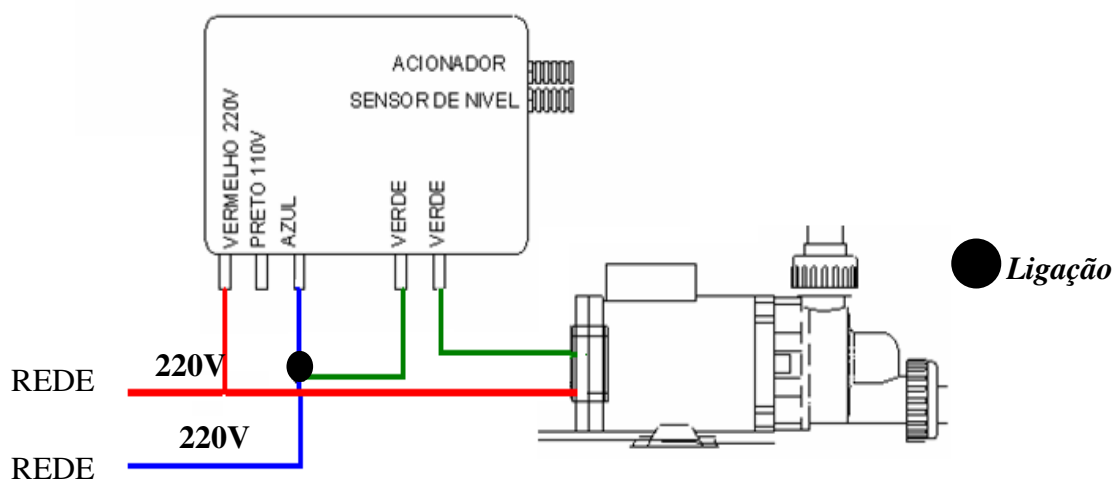 ACIONADOR
SENSOR DE NIVEL
VERMELHO 220V
PRETO 110V
AZUL
VERDE
VERDE
Ligação
220V
REDE
220V
REDE